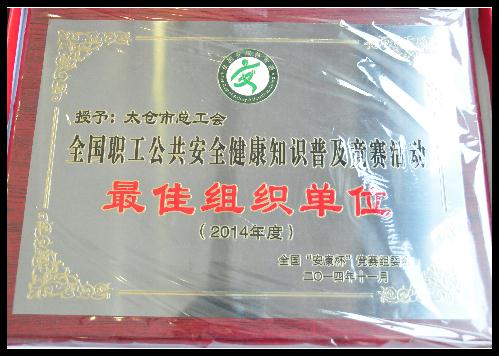 授予：太仓市总工会
全国职工公共安全健康知识普及竞赛活动
最佳组织单位
（2014年度）
全国“安康杯”竞赛组委
二〇一四年十一月